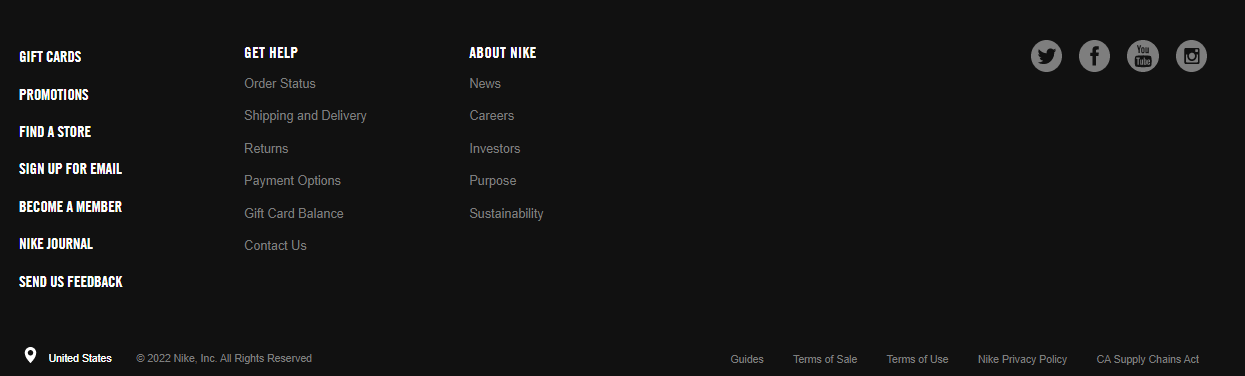 GIFT CARDS
PROMOTIONS
FIND A STORE
SIGN UP FOR EMAIL
BECOME A MEMBER
NIKE JOURNAL
SEND US FEEDBACK
GET HELP
Order Status
Shipping and Delivery
Returns
Payment Options
Gift Card Balance
Contact Us
ABOUT NIKE
News
Careers
Investors
Purpose
Sustainability
You
Tube
United States
© 2022 Nike, Inc. All Rights Reserved
Guides
Terms of Sale
Terms of Use
Nike Privacy Policy
CA Supply Chains Act